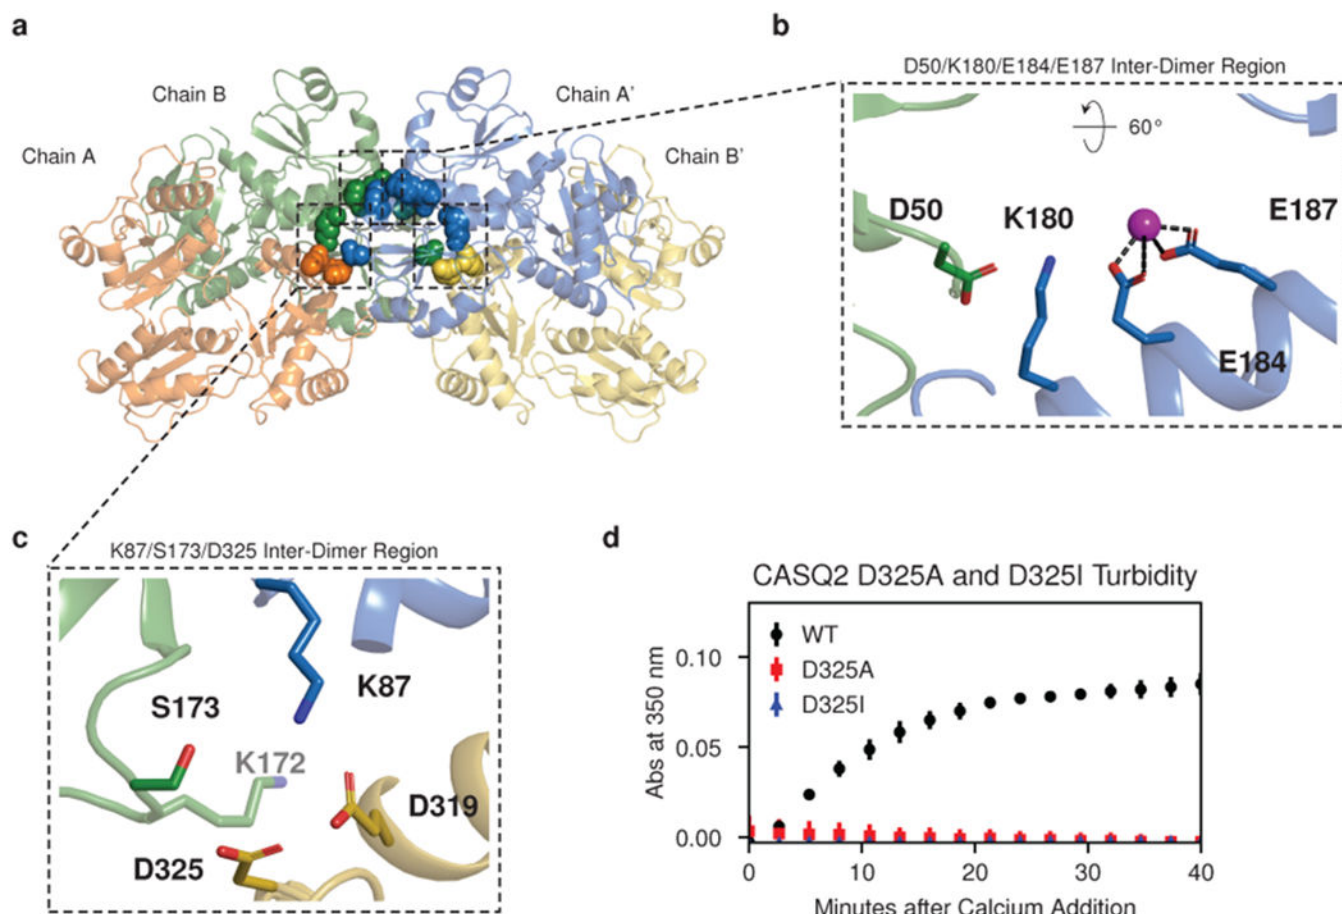 a
Chain B
Chain A'
Chain A
Chain B'
b
D50/K180/E184/E187 Inter-Dimer Region
60°
D50
K180
E187
E184
c
K87/S173/D325 Inter-Dimer Region
S173
K87
K172
D319
D325
d
CASQ2 D325A and D325I Turbidity
WT
D325A
D325I
Abs at 350 nm
0.10
0.05
0.00
0 10 20 30 40
Minutes after Calcium Addition